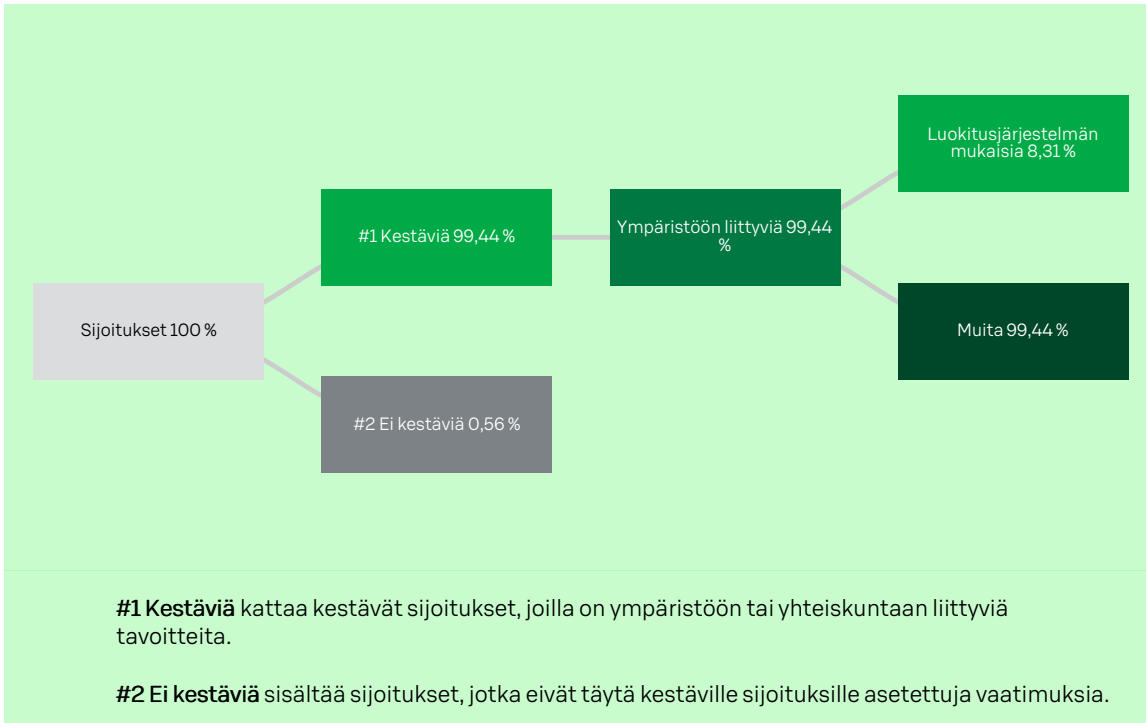 Luokitusjärjestelmän
mukaisia 8,31 %
#1 Kestäviä 99,44 %
Ympäristöön liittyviä 99,44
%
Sijoitukset 100 %
Muita 99,44 %
#2 Ei kestäviä 0,56 %
#1 Kestäviä kattaa kestävät sijoitukset, joilla on ympäristöön tai yhteiskuntaan liittyviä
tavoitteita.
#2 Ei kestäviä sisältää sijoitukset, jotka eivät täytä kestäville sijoituksille asetettuja vaatimuksia.